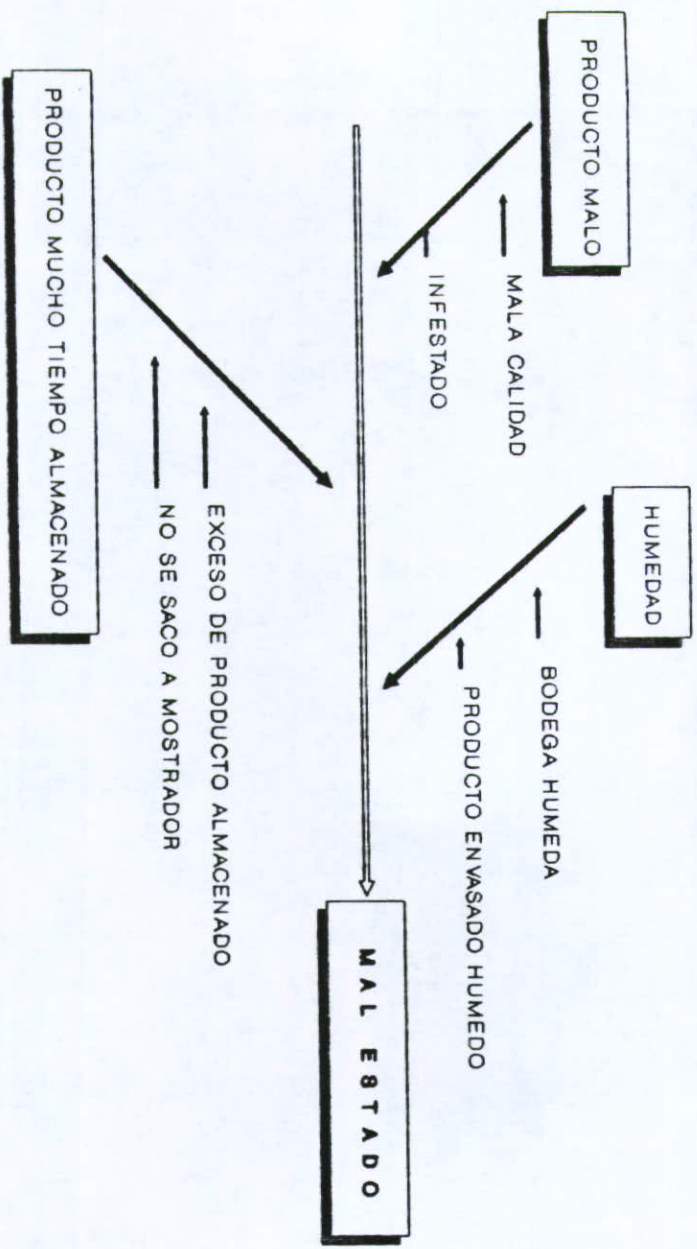 PRODUCTO MALO
HUMEDAD
MALA CALIDAD
BODEGA HUMEDA
INFESTADO
PRODUCTO ENVASADO HUMEDO
MAL ESTADO
EXCESO DE PRODUCTO ALMACENADO
NO SE SACO A MOSTRADOR
PRODUCTO MUCHO TIEMPO ALMACENADO